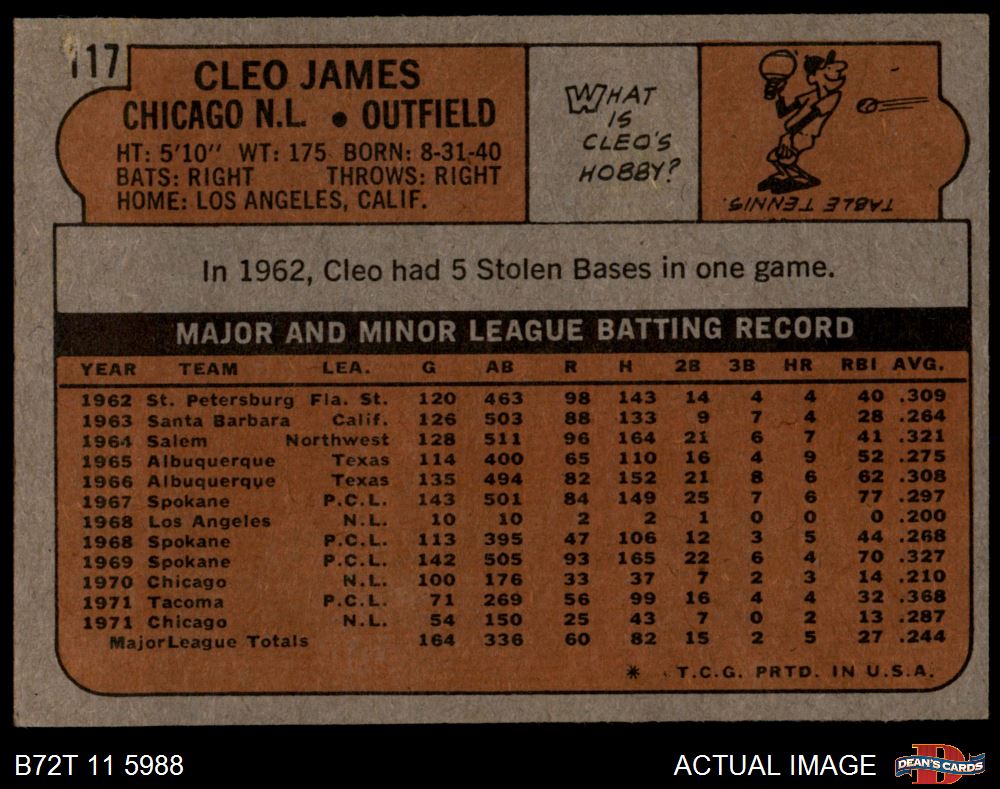 117
CLEO JAMES
CHICAGO N.L. • OUTFIELD
HT: 5'10" WT: 175 BORN: 8-31-40
BATS: RIGHT THROWS: RIGHT
HOME: LOS ANGELES, CALIF.
WHAT
IS
CLEO'S
HOBBY?
TABLE TENNIS.
In 1962, Cleo had 5 Stolen Bases in one game.
MAJOR AND MINOR LEAGUE BATTING RECORD
YEAR TEAM LEA. G AB R H 2B 3B HR RBI AVG.
1962 St. Petersburg Fla. St. 120 463 98 143 14 4 4 40 .309
1963 Santa Barbara Calif. 126 503 88 133 9 7 4 28 .264
1964 Salem Northwest 128 511 96 164 21 6 7 41 .321
1965 Albuquerque Texas 114 400 65 110 16 4 9 52 .275
1966 Albuquerque Texas 135 494 82 152 21 8 6 62 .308
1967 Spokane P.C.L. 143 501 84 149 25 7 6 77 .297
1968 Los Angeles N.L. 10 10 2 2 1 0 0 0 .200
1968 Spokane P.C.L. 113 395 47 106 12 3 5 44 .268
1969 Spokane P.C.L. 142 505 93 165 22 6 4 70 .327
1970 Chicago N.L. 100 176 33 37 7 2 3 14 .210
1971 Tacoma P.C.L. 71 269 56 99 16 4 4 32 .368
1971 Chicago N.L. 54 150 25 43 7 0 2 13 .287
MajorLeague Totals 164 336 60 82 15 2 5 27 .244
* T.C.G. PRTD. IN U.S.A.
B72T 11 5988
ACTUAL IMAGE
D
DEAN'S CARDS